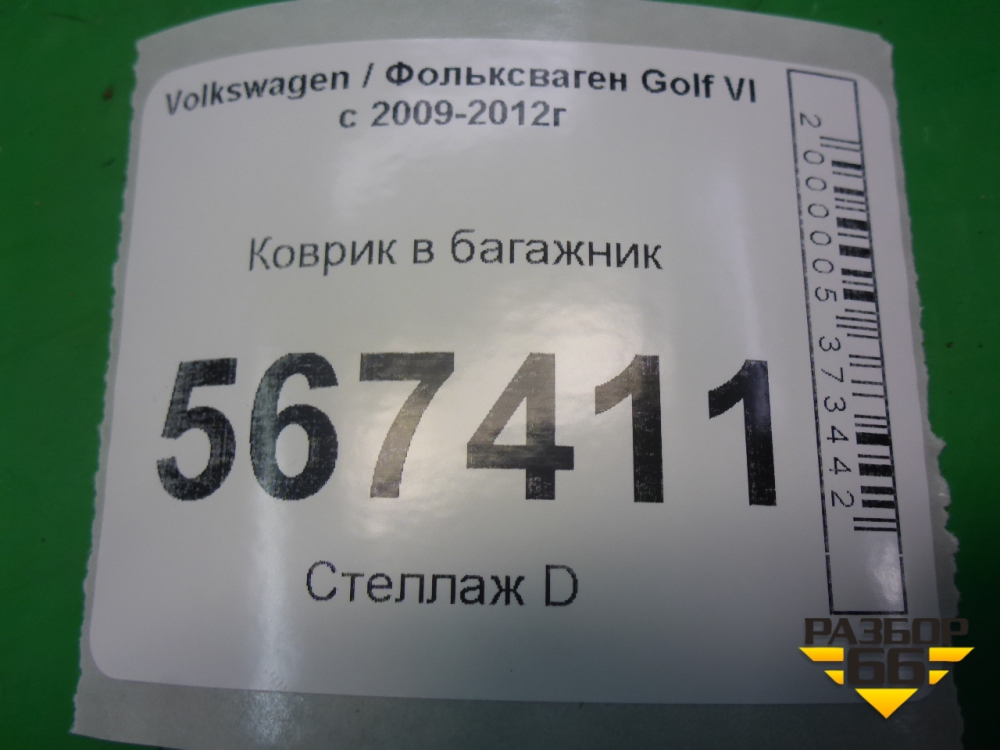 Volkswagen / Фольксваген Golf VI
с 2009-2012г
Коврик в багажник
567411
Стеллаж D
2000005373442
РАЗБОР
66